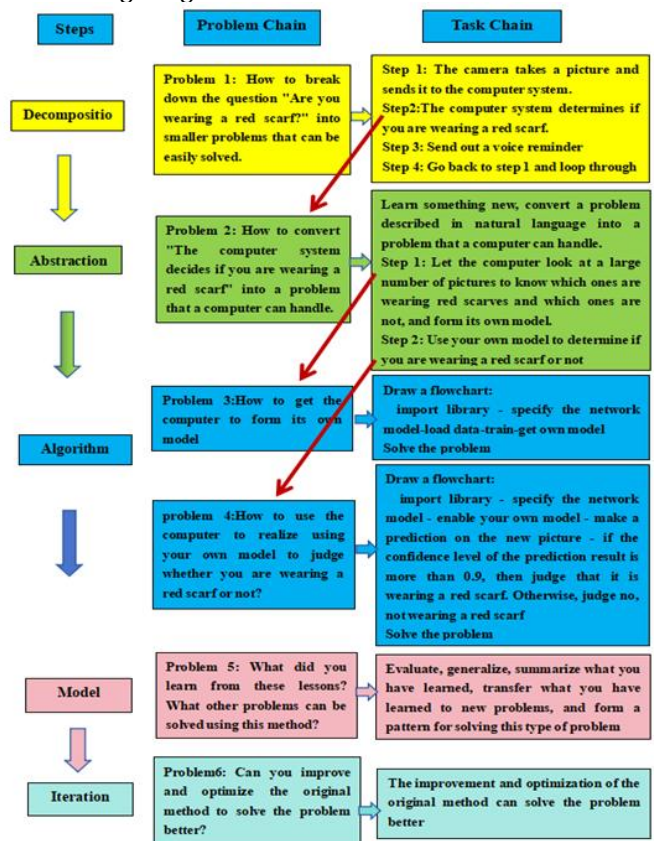 Steps
Problem Chain
Task Chain
Decompositio
Problem 1: How to break
down the question "Are you
wearing a red scarf?" into
smaller problems that can be
easily solved.
Step 1: The camera takes a picture and
sends it to the computer system.
Step2:The computer system determines if
you are wearing a red scarf.
Step 3: Send out a voice reminder
Step 4: Go back to step 1 and loop through
Abstraction
Problem 2: How to convert
"The computer system
decides if you are wearing a
red scarf" into a problem
that a computer can handle.
Learn something new, convert a problem
described in natural language into a
problem that a computer can handle.
Step 1: Let the computer look at a large
number of pictures to know which ones are
wearing red scarves and which ones are
not, and form its own model.
Step 2: Use your own model to determine if
you are wearing a red scarf or not
Algorithm
Problem 3:How to get the
computer to form its own
model
Draw a flowchart:
import library - specify the network
model-load data-train-get own model
Solve the problem
problem 4:How to use the
computer to realize using
your own model to judge
whether you are wearing a
red scarf or not?
Draw a flowchart:
import library - specify the network
model - enable your own model - make a
prediction on the new picture - if the
confidence level of the prediction result is
more than 0.9, then judge that it is
wearing a red scarf. Otherwise, judge no,
not wearing a red scarf
Solve the problem
Model
Problem 5: What did you
learn from these lessons?
What other problems can be
solved using this method?
Evaluate, generalize, summarize what you
have learned, transfer what you have
learned to new problems, and form a
pattern for solving this type of problem
Iteration
Problem6: Can you improve
and optimize the original
method to solve the problem
better?
The improvement and optimization of the
original method can solve the problem
better